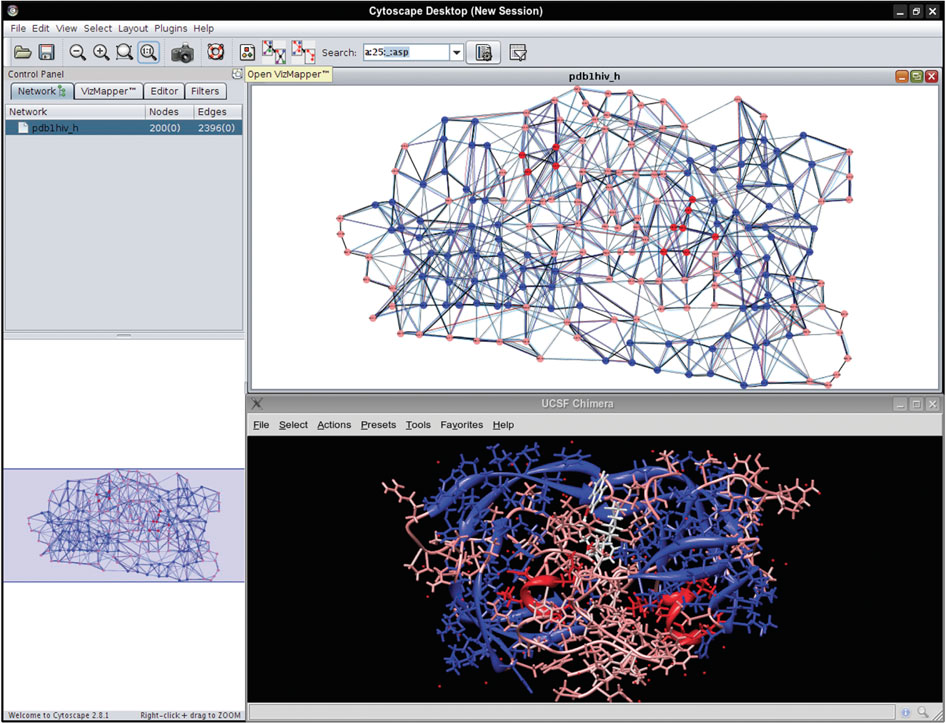 Cytoscape Desktop (New Session)
File Edit View Select Layout Plugins Help
Search: a:25:_:asp
Open VizMapper™
Control Panel
Network VizMapper™ Editor Filters
Network Nodes Edges
pdb1hiv_h 200(0) 2396(0)
pdb1hiv_h
UCSF Chimera
File Select Actions Presets Tools Favorites Help
Welcome to Cytoscape 2.8.1 Right-click + drag to ZOOM